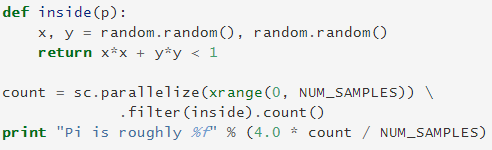 def inside(p):
    x, y = random.random(), random.random()
    return x*x + y*y < 1
count = sc.parallelize(xrange(0, NUM_SAMPLES)) \
             .filter(inside).count()
print "Pi is roughly %f" % (4.0 * count / NUM_SAMPLES)